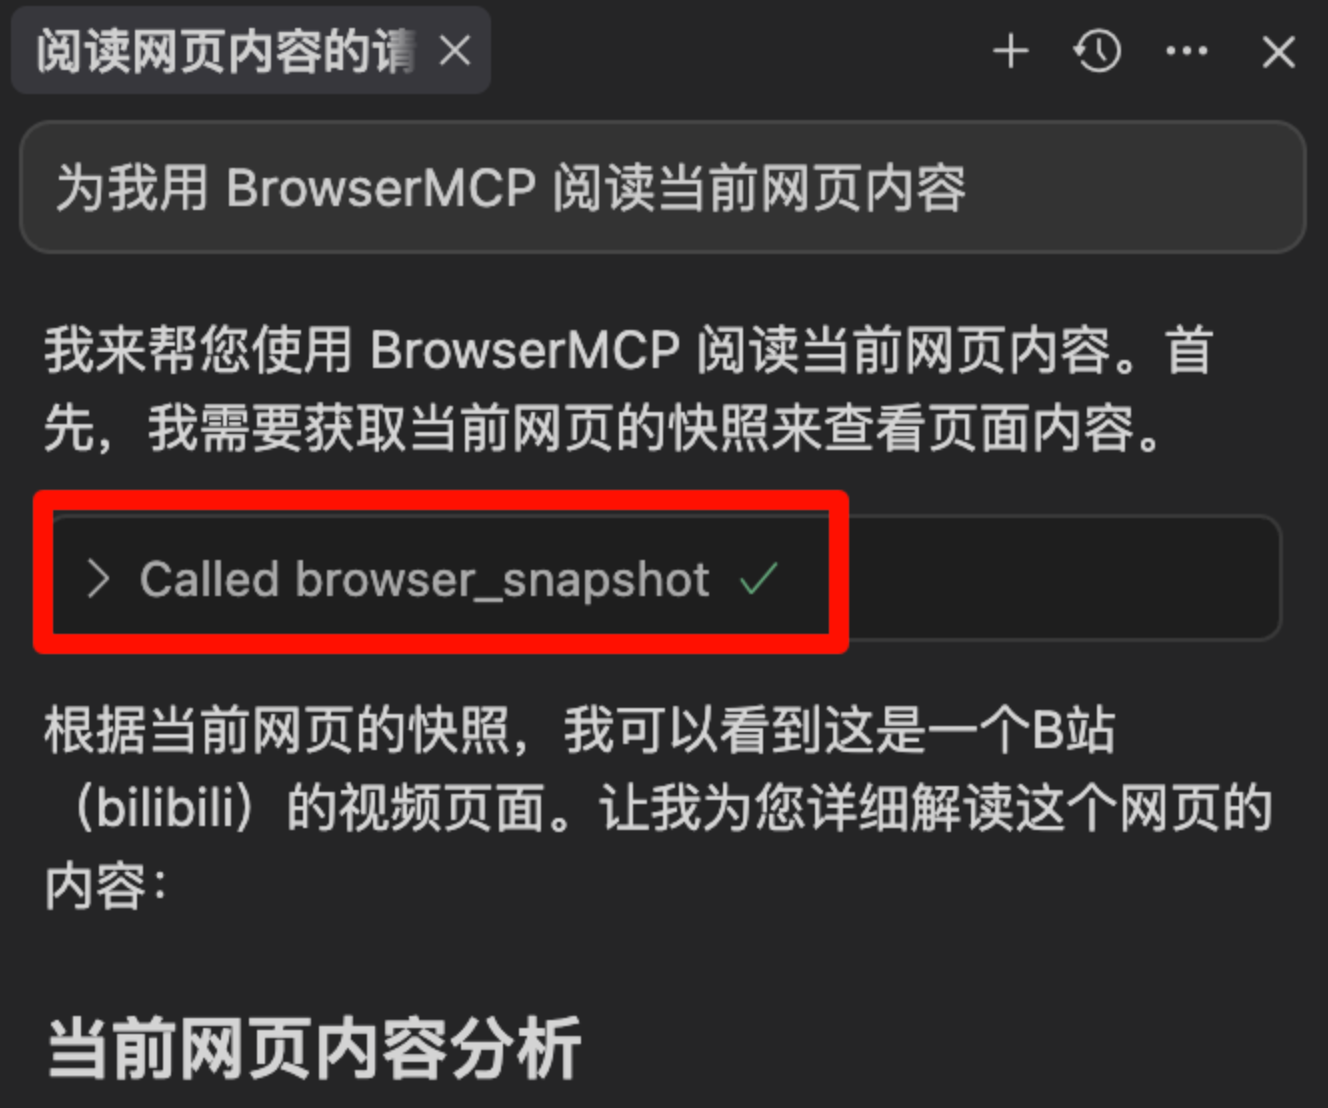 阅读网页内容的请
为我用 BrowserMCP 阅读当前网页内容
我来帮您使用 BrowserMCP 阅读当前网页内容。首
先，我需要获取当前网页的快照来查看页面内容。
Called browser_snapshot
根据当前网页的快照，我可以看到这是一个B站
（bilibili）的视频页面。让我为您详细解读这个网页的
内容：
当前网页内容分析